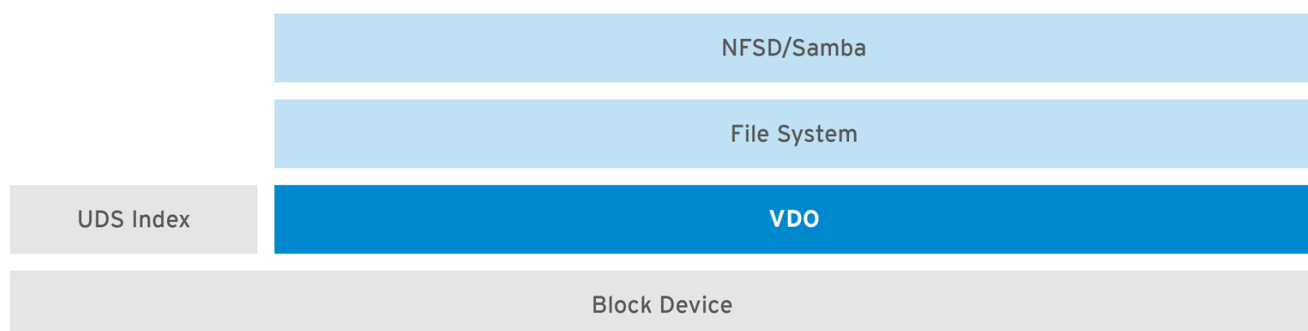 NFSD/Samba
File System
UDS Index
VDO
Block Device